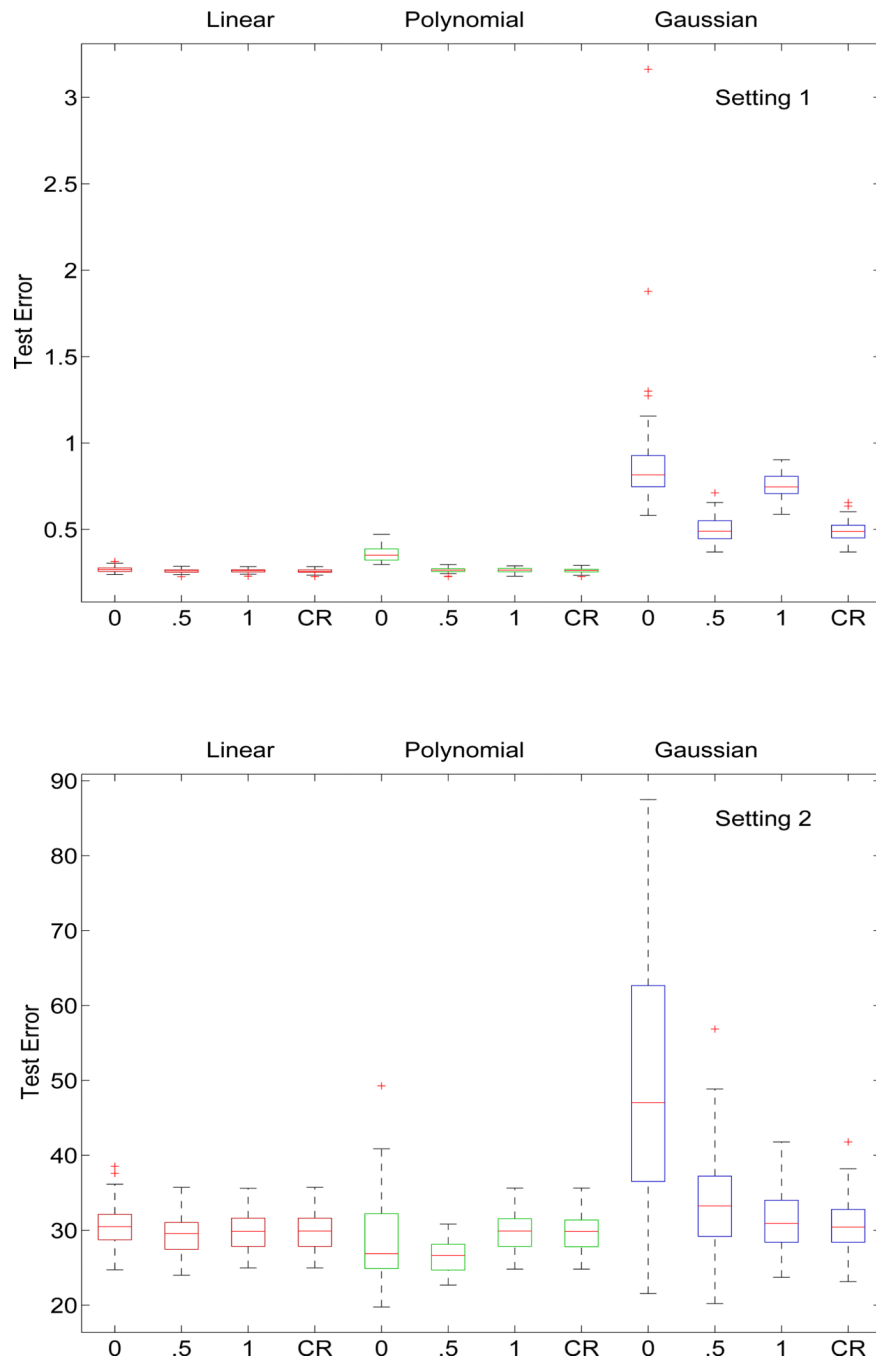 Linear Polynomial Gaussian
Setting 1
3
2.5
2
1.5
1
0.5
Test Error
0 .5 1 CR 0 .5 1 CR 0 .5 1 CR
Linear Polynomial Gaussian
90
Setting 2
80
70
60
50
40
30
20
Test Error
0 .5 1 CR 0 .5 1 CR 0 .5 1 CR